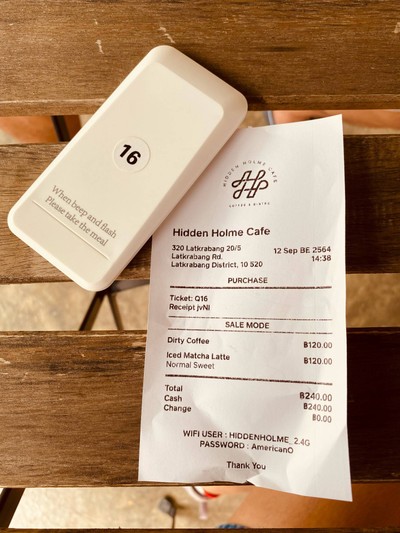 16
When beep and flash
Please take the meal
HIDDEN HOLME CAFE
COFFEE & DINING
Hidden Holme Cafe
320 Latkrabang 20/5 12 Sep BE 2564
Latkrabang Rd. 14:38
Latkrabang District, 10 520
PURCHASE
Ticket: Q16
Receipt jvNl
SALE MODE
Dirty Coffee ฿120.00
Iced Matcha Latte ฿120.00
Normal Sweet
Total ฿240.00
Cash ฿240.00
Change ฿0.00
WIFI USER : HIDDENHOLME_2.4G
PASSWORD : AmericanO
Thank You